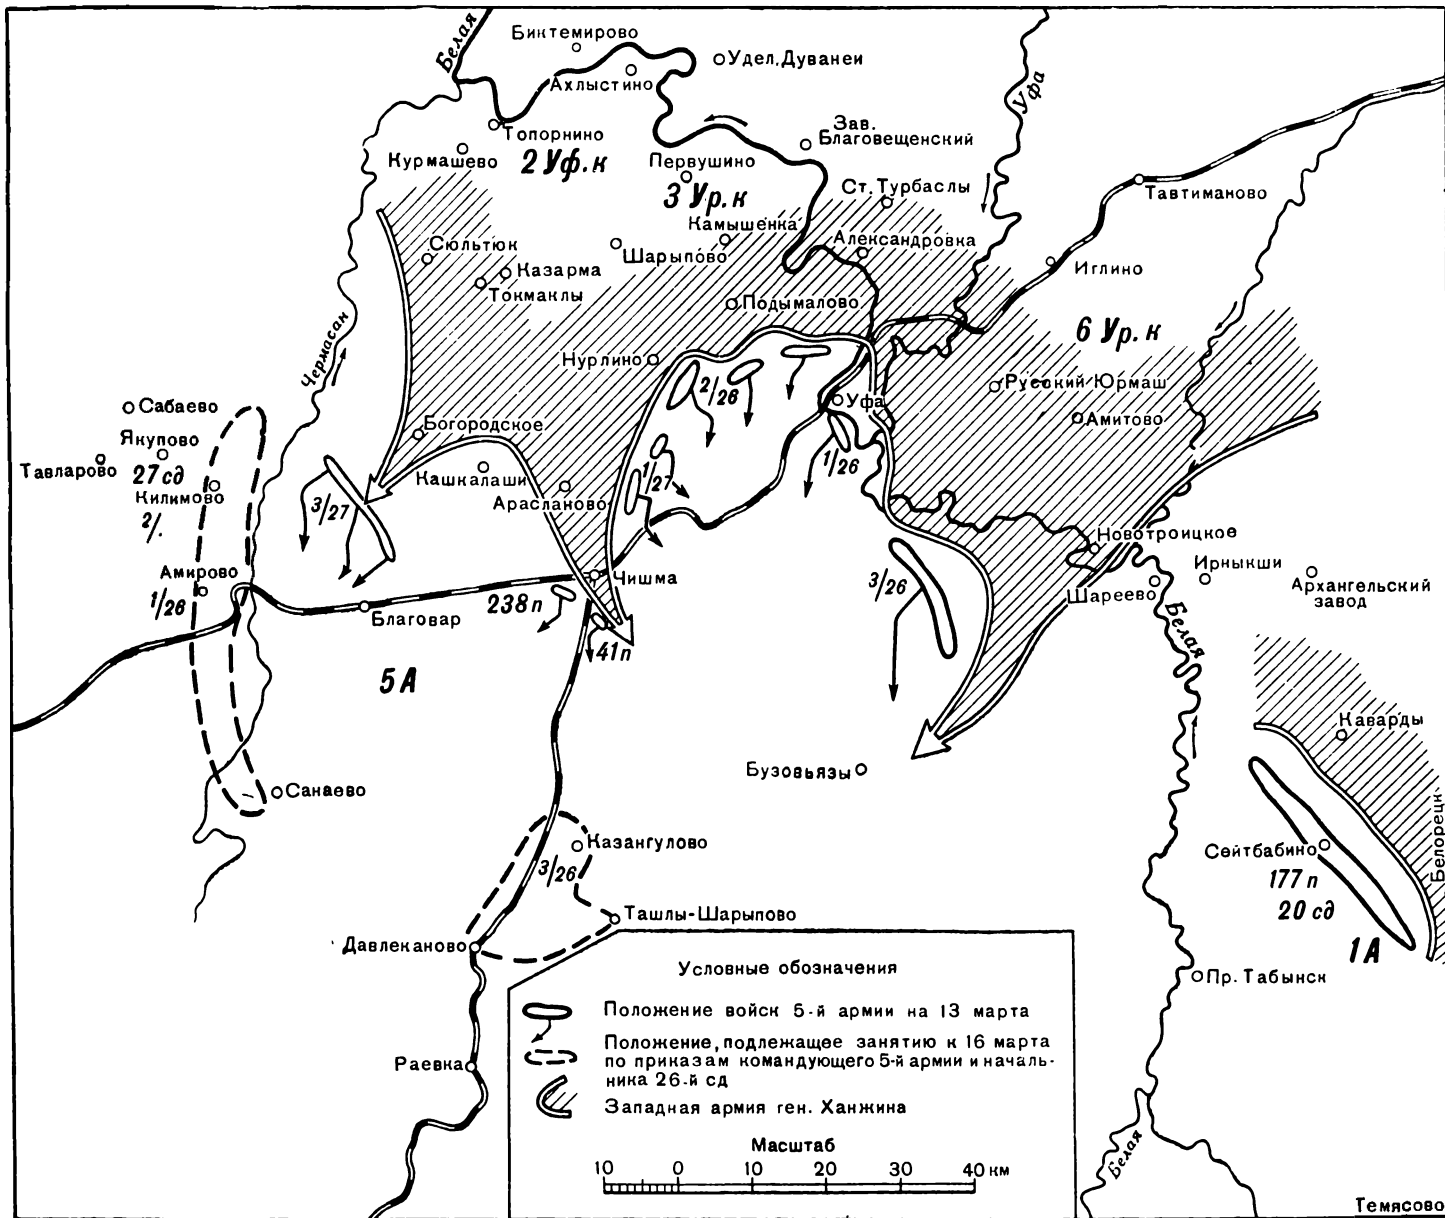 Белая
Биктемирово
Удел. Дуванеи
Ахлыстино
Уфа
Топорнино
Зав.
Благовещенский
Курмашево
2 Уф. к
Первушино
3 Ур. к
Ст. Турбаслы
Тавтиманово
Камышенка
Сюльтюк
Шарыпово
Александровка
Казарма
Токмаклы
Иглино
Подымалово
6 Ур. к
Чермасан
Нурлино
2/26
Русский Юрмаш
Сабаево
Уфа
Амитово
Богородское
Якупово
Тавларово
27 сд
Кашкалаши
1/27
1/26
Килимово
3/27
Арасланово
2/.
Новотроицкое
Амирово
Чишма
3/26
Ирныкши
Архангельский
завод
1/26
238 п
Шареево
Благовар
Белая
41 п
5 А
Каварды
Бузовьязы
Санаево
Белорецк
Казангулово
3/26
Сейтбабино
177 п
20 сд
Ташлы-Шарыпово
1 А
Давлеканово
Пр. Табынск
Раевка
Условные обозначения
Положение войск 5-й армии на 13 марта
Положение, подлежащее занятию к 16 марта
по приказам командующего 5-й армии и началь-
ника 26-й сд
Западная армия ген. Ханжина
Масштаб
10 0 10 20 30 40 км
Белая
Темясово